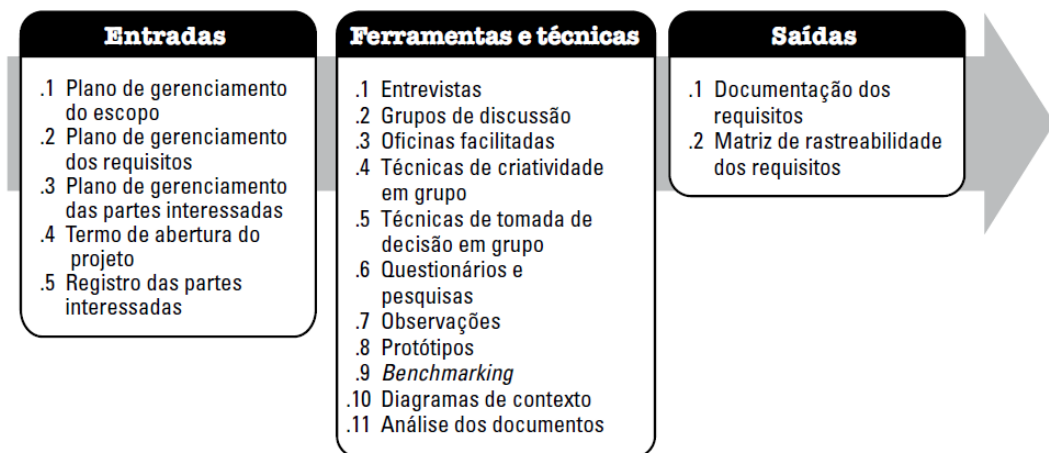 Entradas
.1 Plano de gerenciamento
do escopo
.2 Plano de gerenciamento
dos requisitos
.3 Plano de gerenciamento
das partes interessadas
.4 Termo de abertura do
projeto
.5 Registro das partes
interessadas
Ferramentas e técnicas
.1 Entrevistas
.2 Grupos de discussão
.3 Oficinas facilitadas
.4 Técnicas de criatividade
em grupo
.5 Técnicas de tomada de
decisão em grupo
.6 Questionários e
pesquisas
.7 Observações
.8 Protótipos
.9 Benchmarking
.10 Diagramas de contexto
.11 Análise dos documentos
Saídas
.1 Documentação dos
requisitos
.2 Matriz de rastreabilidade
dos requisitos